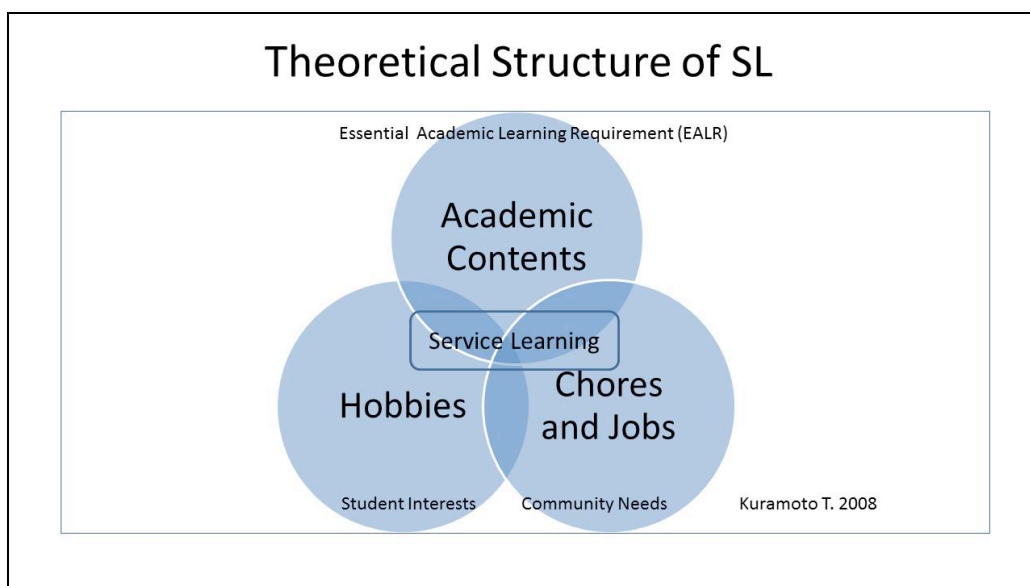 Theoretical Structure of SL
Essential Academic Learning Requirement (EALR)
Academic
Contents
Service Learning
Hobbies
Chores
and Jobs
Student Interests
Community Needs
Kuramoto T. 2008